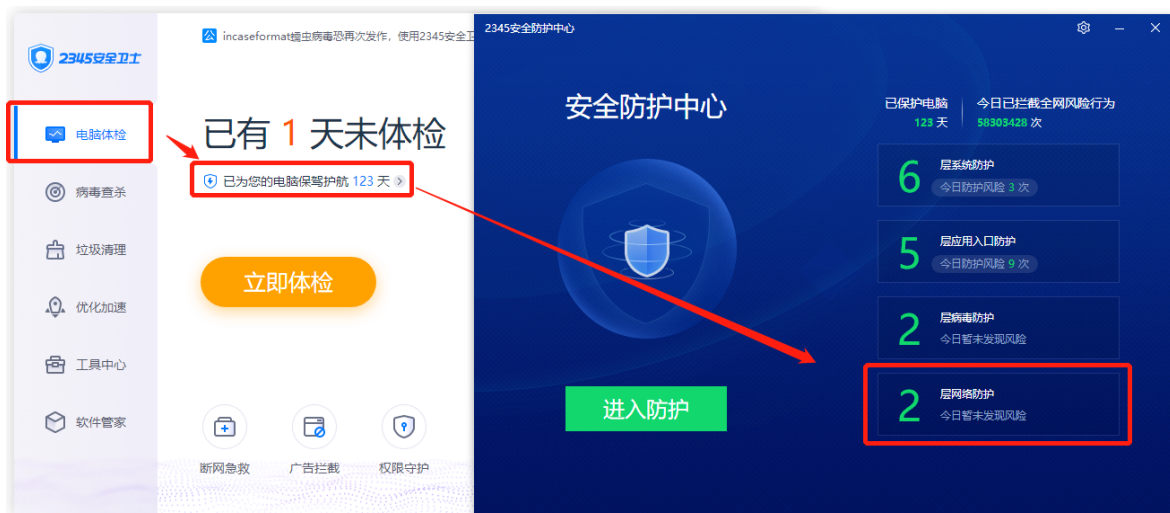 公 incaseformat蠕虫病毒恐再次发作，使用2345安全卫
2345安全卫士
电脑体检
病毒查杀
垃圾清理
优化加速
工具中心
软件管家
已有 1 天未体检
已为您的电脑保驾护航 123 天
立即体检
断网急救
广告拦截
权限守护
2345安全防护中心
安全防护中心
进入防护
已保护电脑
123 天
今日已拦截全网风险行为
58303428 次
6 层系统防护
今日防护风险 3 次
5 层应用入口防护
今日防护风险 9 次
2 层病毒防护
今日暂未发现风险
2 层网络防护
今日暂未发现风险